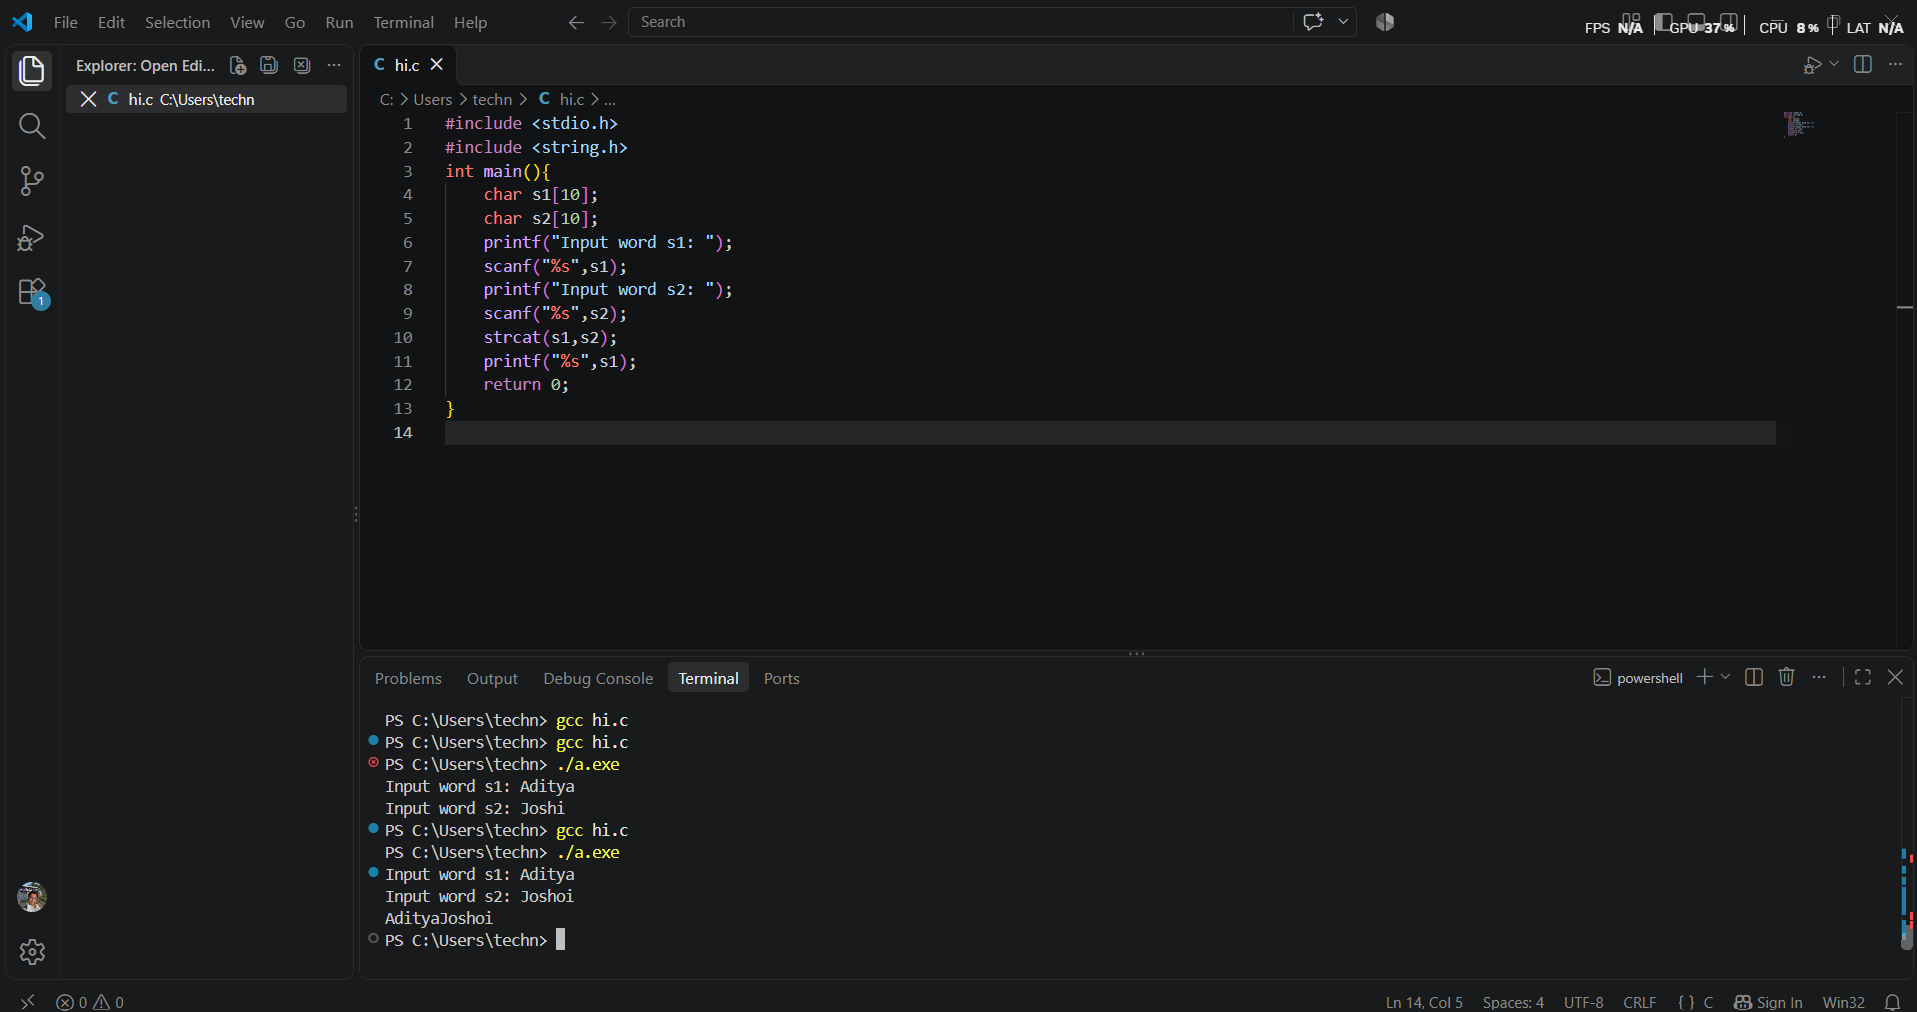 File Edit Selection View Go Run Terminal Help Search FPS N/A GPU 37% CPU 8% LAT N/A
Explorer: Open Edi... hi.c
hi.c C:\Users\techn
C: > Users > techn > C hi.c > ...
1 #include <stdio.h>
2 #include <string.h>
3 int main(){
4 char s1[10];
5 char s2[10];
6 printf("Input word s1: ");
7 scanf("%s",s1);
8 printf("Input word s2: ");
9 scanf("%s",s2);
10 strcat(s1,s2);
11 printf("%s",s1);
12 return 0;
13 }
14
1
Problems Output Debug Console Terminal Ports powershell
PS C:\Users\techn> gcc hi.c
PS C:\Users\techn> gcc hi.c
PS C:\Users\techn> ./a.exe
Input word s1: Aditya
Input word s2: Joshi
PS C:\Users\techn> gcc hi.c
PS C:\Users\techn> ./a.exe
Input word s1: Aditya
Input word s2: Joshoi
AdityaJoshoi
PS C:\Users\techn>
0 0 Ln 14, Col 5 Spaces: 4 UTF-8 CRLF { } C Sign In Win32